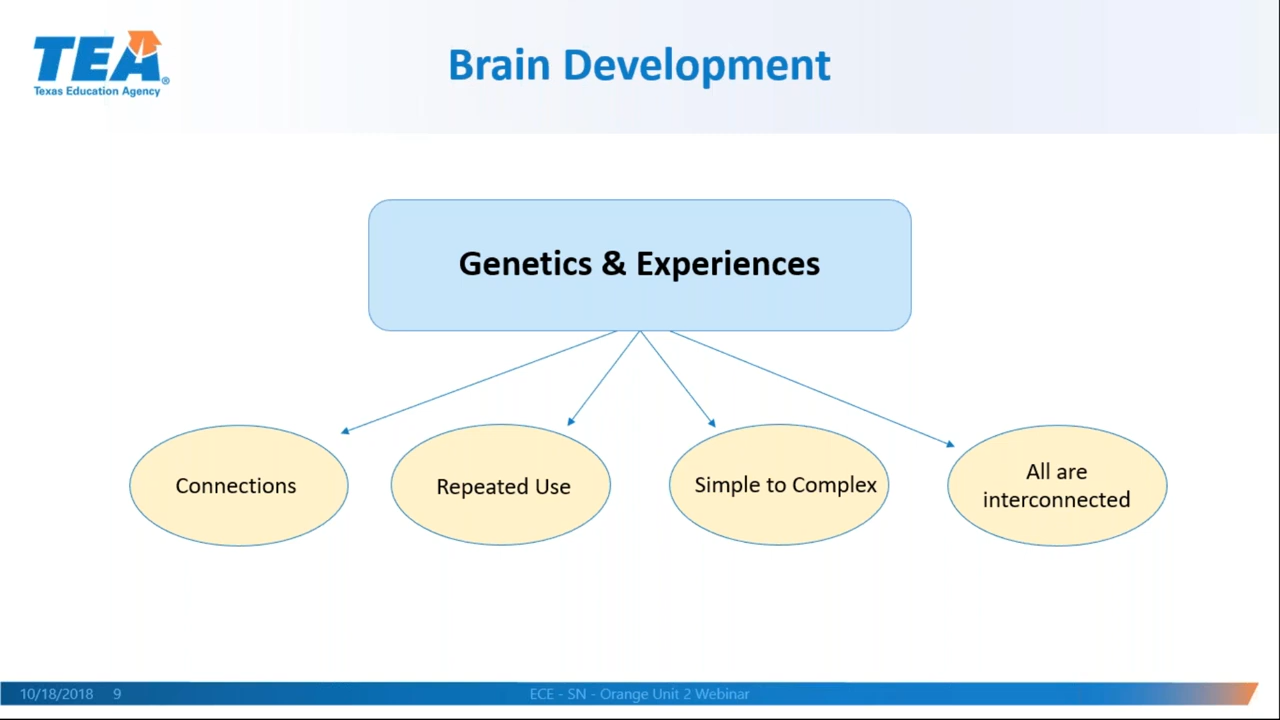 TEA®
Texas Education Agency
Brain Development
Genetics & Experiences
Connections
Repeated Use
Simple to Complex
All are
interconnected
10/18/2018 9
ECE - SN - Orange Unit 2 Webinar